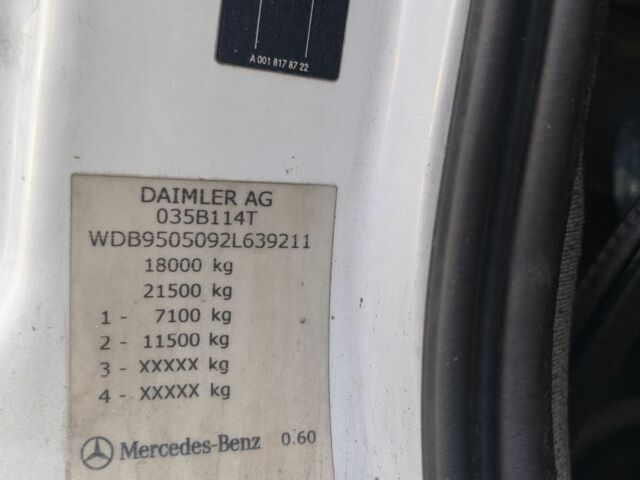 A 001 817 87 22
DAIMLER AG
035B114T
WDB9505092L639211
18000 kg
21500 kg
1 - 7100 kg
2 - 11500 kg
3 - XXXXX kg
4 - XXXXX kg
Mercedes-Benz 0.60